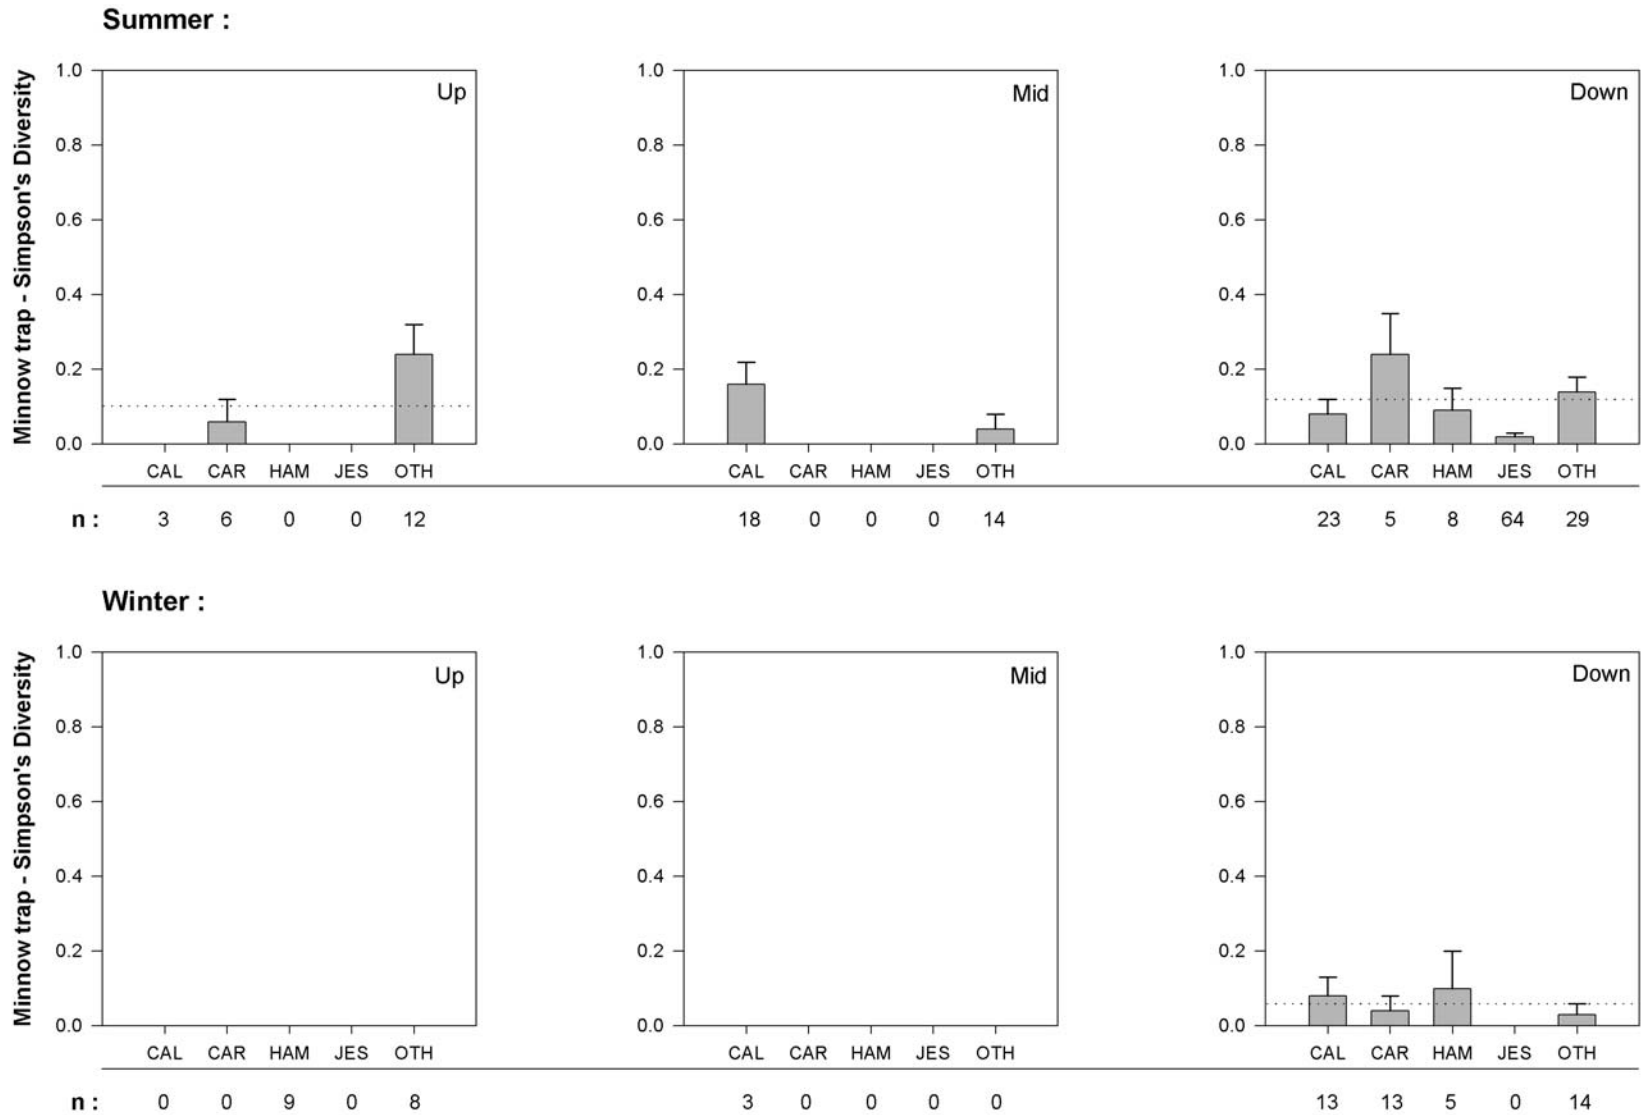 Summer :
Minnow trap - Simpson's Diversity
1.0
0.8
0.6
0.4
0.2
0.0
Up
CAL CAR HAM JES OTH
1.0
0.8
0.6
0.4
0.2
0.0
Mid
CAL CAR HAM JES OTH
1.0
0.8
0.6
0.4
0.2
0.0
Down
CAL CAR HAM JES OTH
n : 3 6 0 0 12 18 0 0 0 14 23 5 8 64 29
Winter :
Minnow trap - Simpson's Diversity
1.0
0.8
0.6
0.4
0.2
0.0
Up
CAL CAR HAM JES OTH
1.0
0.8
0.6
0.4
0.2
0.0
Mid
CAL CAR HAM JES OTH
1.0
0.8
0.6
0.4
0.2
0.0
Down
CAL CAR HAM JES OTH
n : 0 0 9 0 8 3 0 0 0 0 13 13 5 0 14